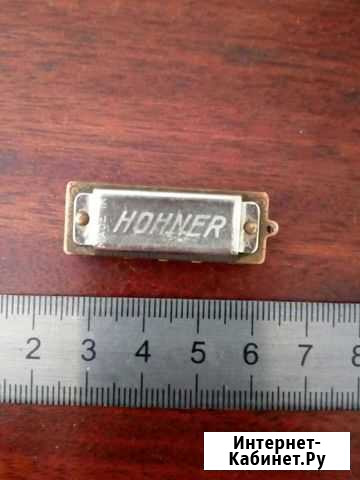 HOHNER
2 3 4 5 6 7 8
Интернет-
Кабинет.Ру